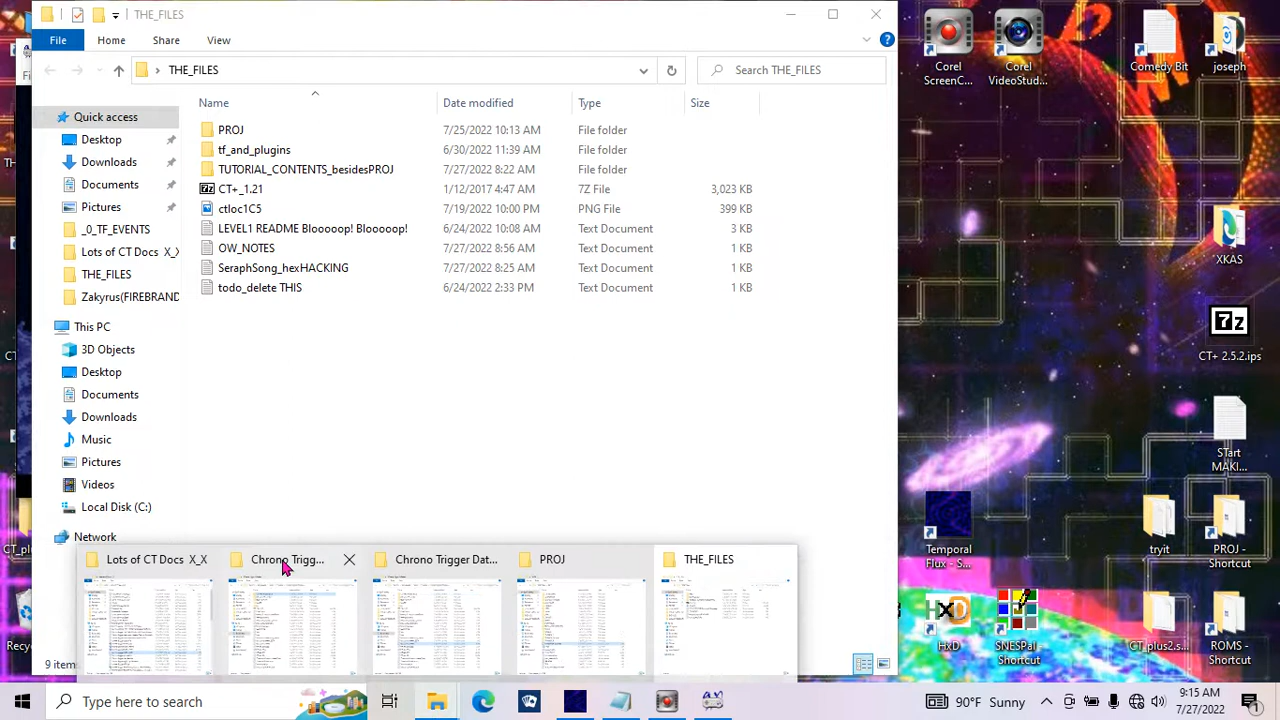 THE_FILES
File
Home
Share
View
THE_FILES
Search THE_FILES
Name
Date modified
Type
Size
Quick access
Desktop
Downloads
Documents
Pictures
_0_TF_EVENTS
Lots of CT Docs X_X
THE_FILES
Zakyrus(FIREBRAND
This PC
3D Objects
Desktop
Documents
Downloads
Music
Pictures
Videos
Local Disk (C:)
Network
PROJ 7/25/2022 10:13 AM File folder
tf_and_plugins 6/30/2022 11:39 AM File folder
TUTORIAL_CONTENTS_besidesPROJ 7/27/2022 8:22 AM File folder
CT+_1.21 1/12/2017 4:47 AM 7Z File 3,023 KB
ctloc1C5 7/19/2022 10:00 PM PNG File 399 KB
LEVEL1 README Blooooop! Blooooop! 6/24/2022 10:08 AM Text Document 3 KB
OW_NOTES 7/27/2022 8:56 AM Text Document 1 KB
SeraphSong_hexHACKING 7/27/2022 8:25 AM Text Document 1 KB
todo_delete THIS 6/24/2022 2:33 PM Text Document 1 KB
Lots of CT Docs X_X
Chrono Trigg...
Chrono Trigger Dat...
PROJ
THE_FILES
9 items
Corel
ScreenC...
Corel
VideoStud...
Comedy Bit
joseph
XKAS
7z
CT+ 2.5.2.ips
STart
MAKI...
Temporal
Flux - S...
tryit
PROJ -
Shortcut
HxD
SNESPal
Shortcut
CT_plus2.s...
ROMS -
Shortcut
Type here to search
90°F Sunny
9:15 AM
7/27/2022